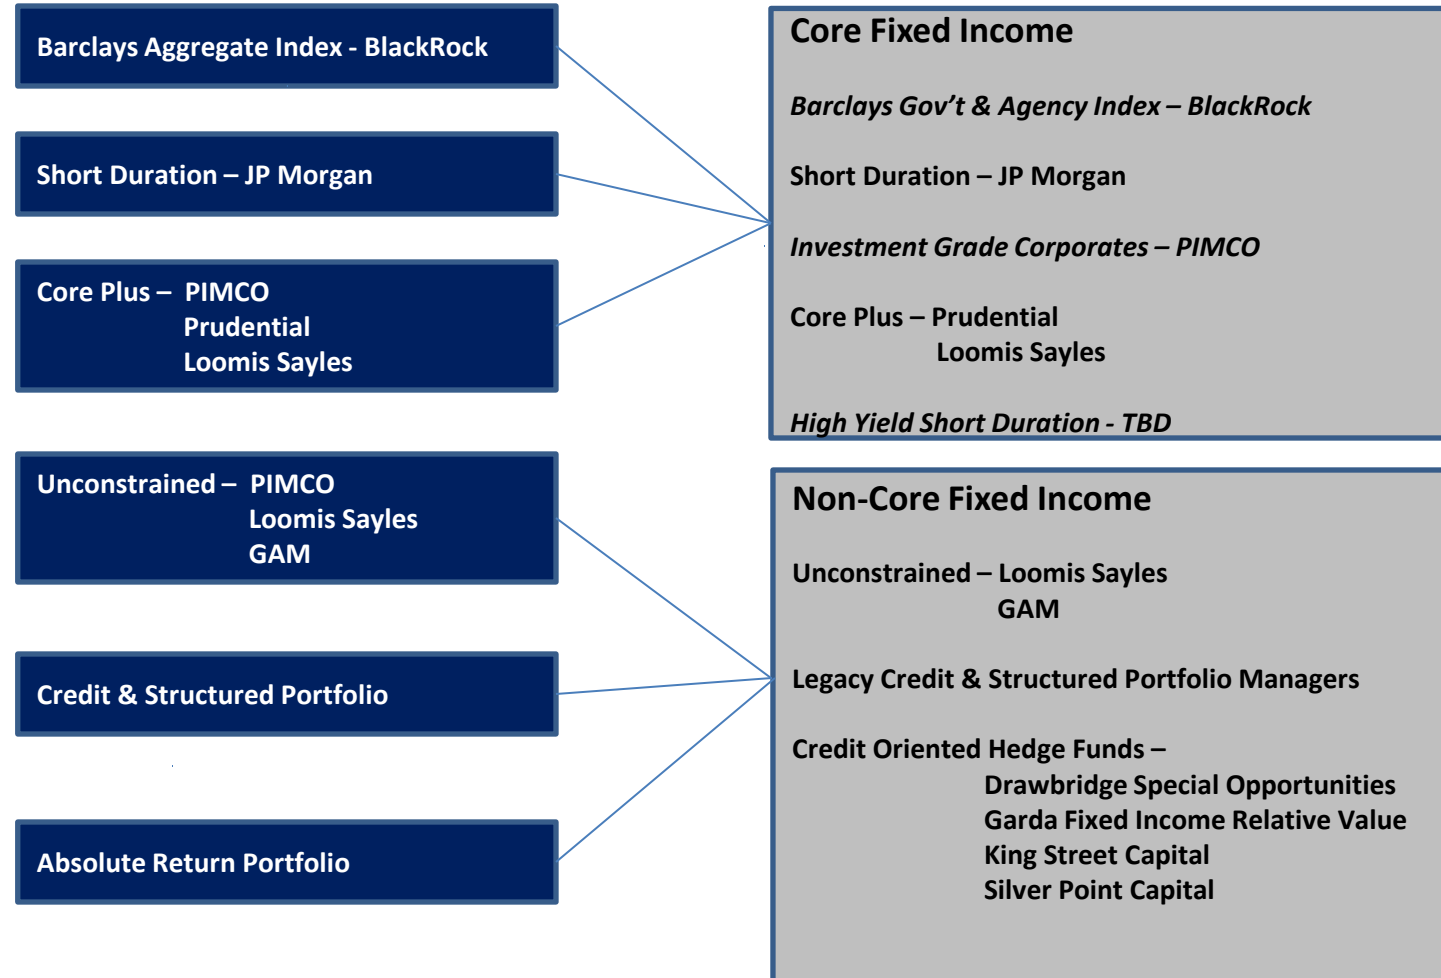 Barclays Aggregate Index - BlackRock
Short Duration – JP Morgan
Core Plus – PIMCO
Prudential
Loomis Sayles
Unconstrained – PIMCO
Loomis Sayles
GAM
Credit & Structured Portfolio
Absolute Return Portfolio
Core Fixed Income
Barclays Gov’t & Agency Index – BlackRock
Short Duration – JP Morgan
Investment Grade Corporates – PIMCO
Core Plus – Prudential
Loomis Sayles
High Yield Short Duration - TBD
Non-Core Fixed Income
Unconstrained – Loomis Sayles
GAM
Legacy Credit & Structured Portfolio Managers
Credit Oriented Hedge Funds –
Drawbridge Special Opportunities
Garda Fixed Income Relative Value
King Street Capital
Silver Point Capital